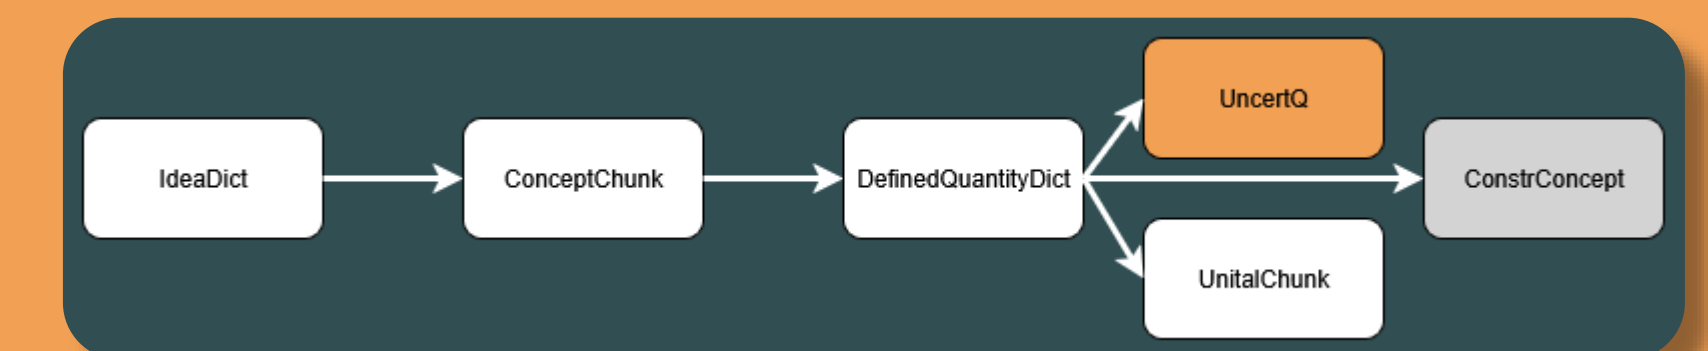 IdeaDict
ConceptChunk
DefinedQuantityDict
UncertQ
ConstrConcept
UnitalChunk